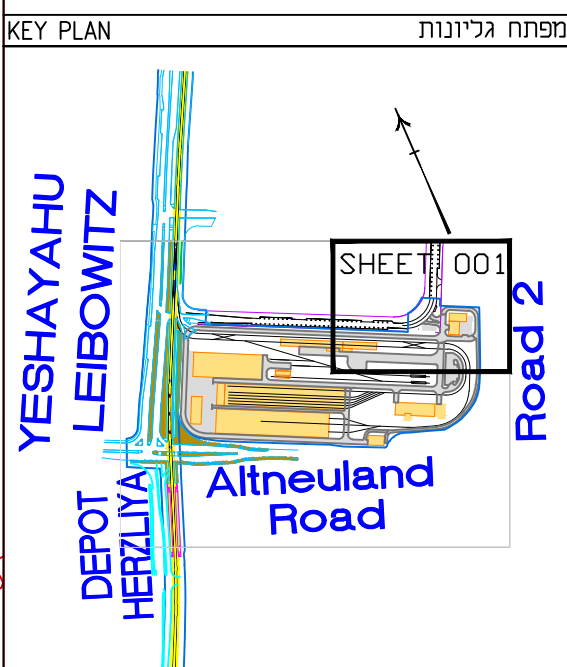 KEY PLAN
מפתח גליונות
YESHAYAHU
LEIBOWITZ
SHEET 001
Road 2
Altneuland
Road
DEPOT
HERZLIYA